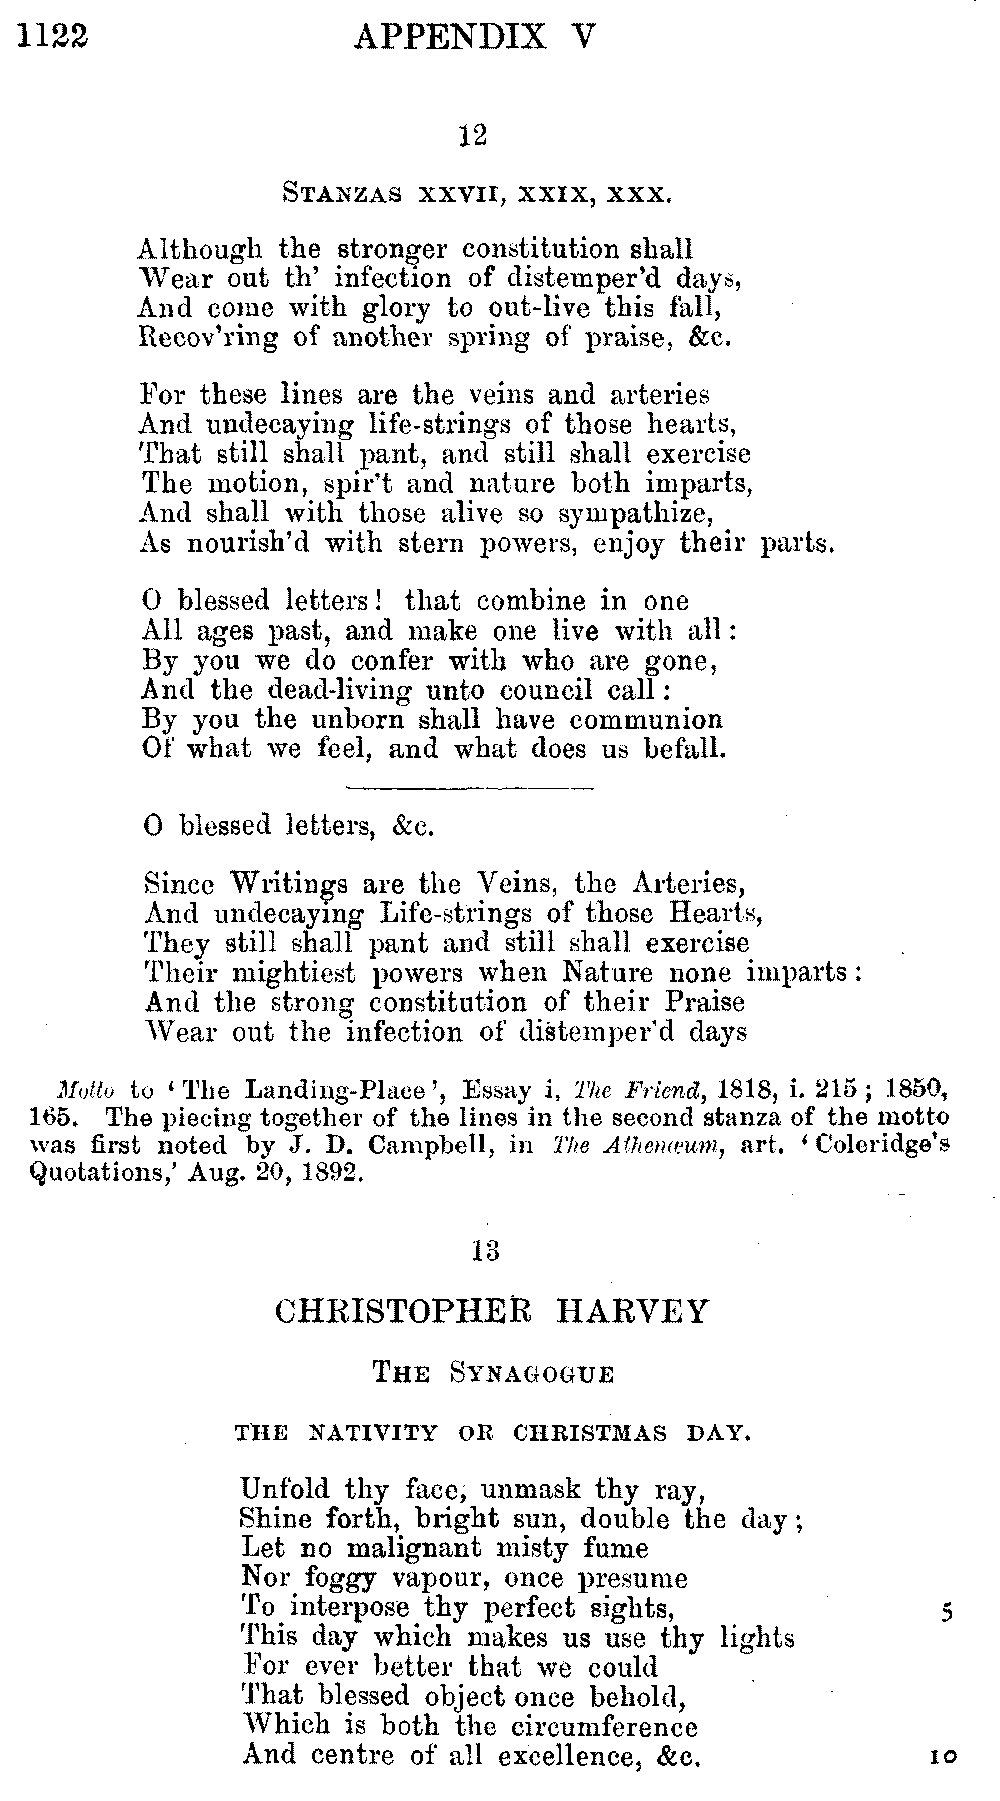 1122 APPENDIX V
12
STANZAS XXVII, XXIX, XXX.
Although the stronger constitution shall
Wear out th' infection of distemper'd days,
And come with glory to out-live this fall,
Recov'ring of another spring of praise, &c.
For these lines are the veins and arteries
And undecaying life-strings of those hearts,
That still shall pant, and still shall exercise
The motion, spir't and nature both imparts,
And shall with those alive so sympathize,
As nourish'd with stern powers, enjoy their parts.
O blessed letters! that combine in one
All ages past, and make one live with all:
By you we do confer with who are gone,
And the dead-living unto council call:
By you the unborn shall have communion
Of what we feel, and what does us befall.
O blessed letters, &c.
Since Writings are the Veins, the Arteries,
And undecaying Life-strings of those Hearts,
They still shall pant and still shall exercise
Their mightiest powers when Nature none imparts:
And the strong constitution of their Praise
Wear out the infection of distemper'd days
Motto to 'The Landing-Place', Essay i, The Friend, 1818, i. 215; 1850,
165. The piecing together of the lines in the second stanza of the motto
was first noted by J. D. Campbell, in The Athenæum, art. 'Coleridge's
Quotations,' Aug. 20, 1892.
13
CHRISTOPHER HARVEY
THE SYNAGOGUE
THE NATIVITY OR CHRISTMAS DAY.
Unfold thy face, unmask thy ray,
Shine forth, bright sun, double the day;
Let no malignant misty fume
Nor foggy vapour, once presume
To interpose thy perfect sights, 5
This day which makes us use thy lights
For ever better that we could
That blessed object once behold,
Which is both the circumference
And centre of all excellence, &c. 10